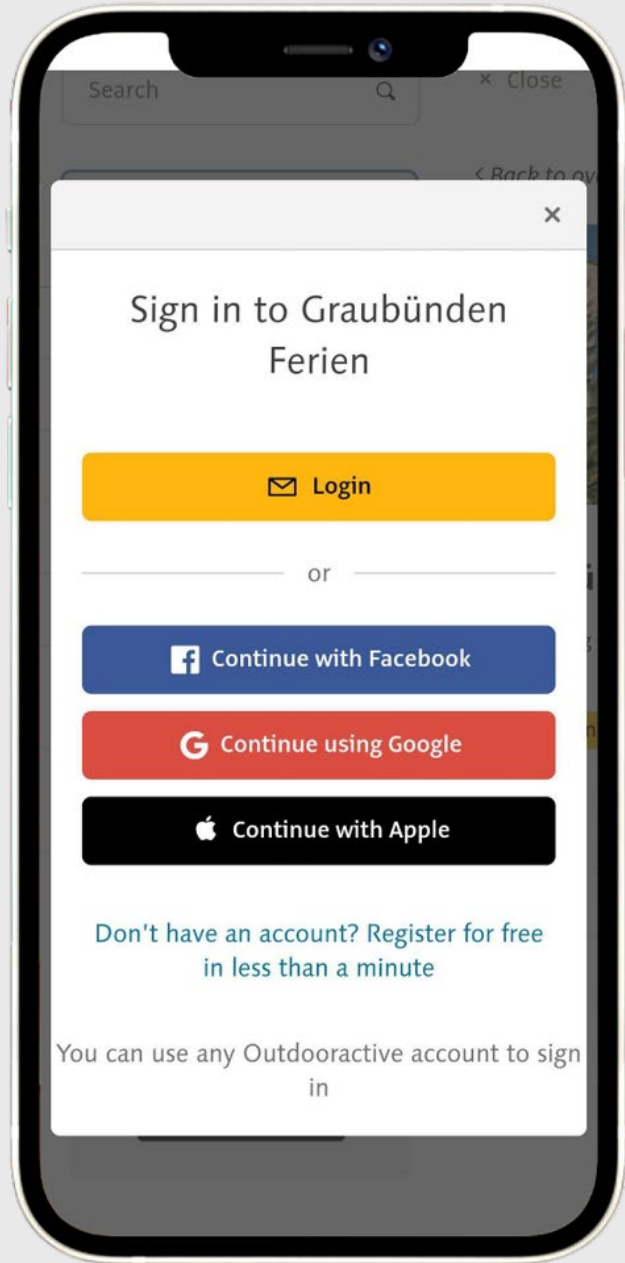 Search
× Close
< Back to ov
×
Sign in to Graubünden
Ferien
Login
or
Continue with Facebook
Continue using Google
Continue with Apple
Don't have an account? Register for free
in less than a minute
You can use any Outdooractive account to sign
in